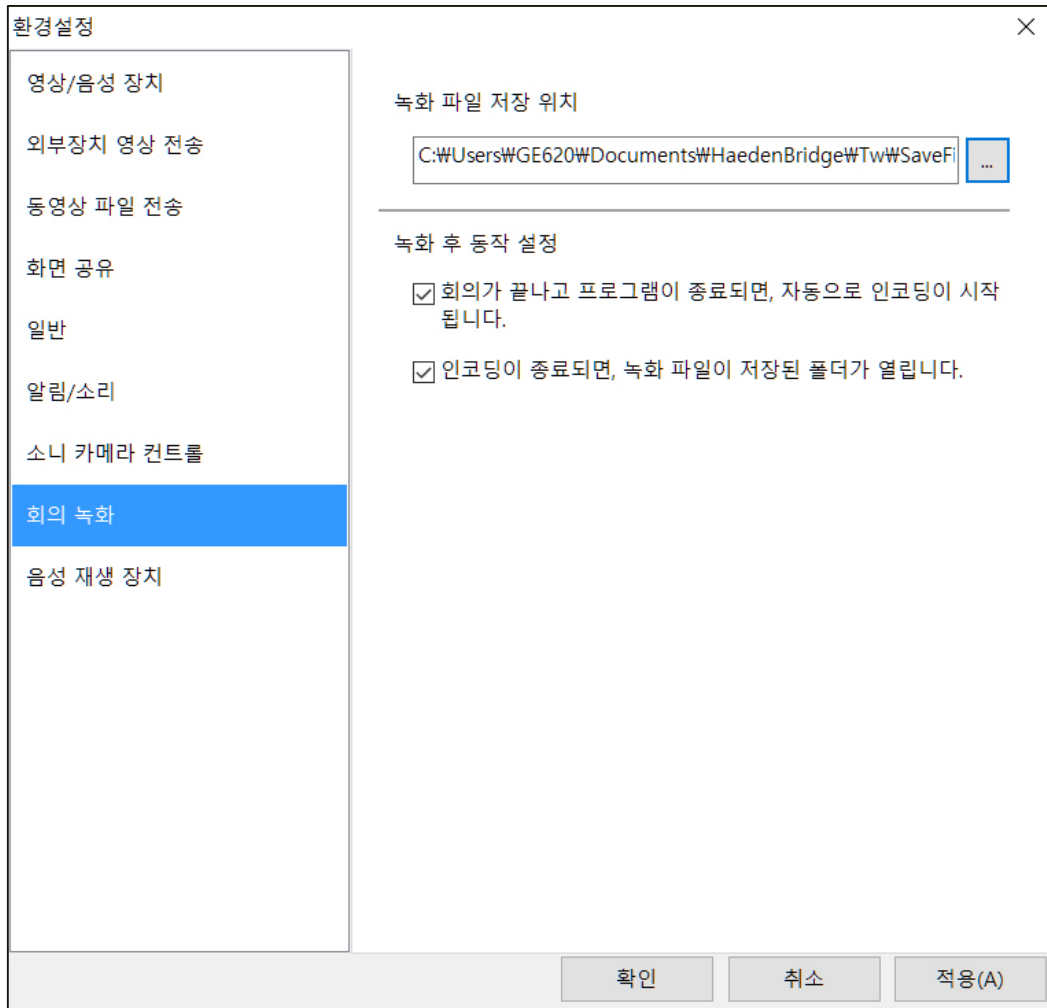 환경설정
영상/음성 장치
외부장치 영상 전송
동영상 파일 전송
화면 공유
일반
알림/소리
소니 카메라 컨트롤
회의 녹화
음성 재생 장치
녹화 파일 저장 위치
C:₩Users₩GE620₩Documents₩HaedenBridge₩Tw₩SaveFi
...
녹화 후 동작 설정
회의가 끝나고 프로그램이 종료되면, 자동으로 인코딩이 시작
됩니다.
인코딩이 종료되면, 녹화 파일이 저장된 폴더가 열립니다.
확인
취소
적용(A)